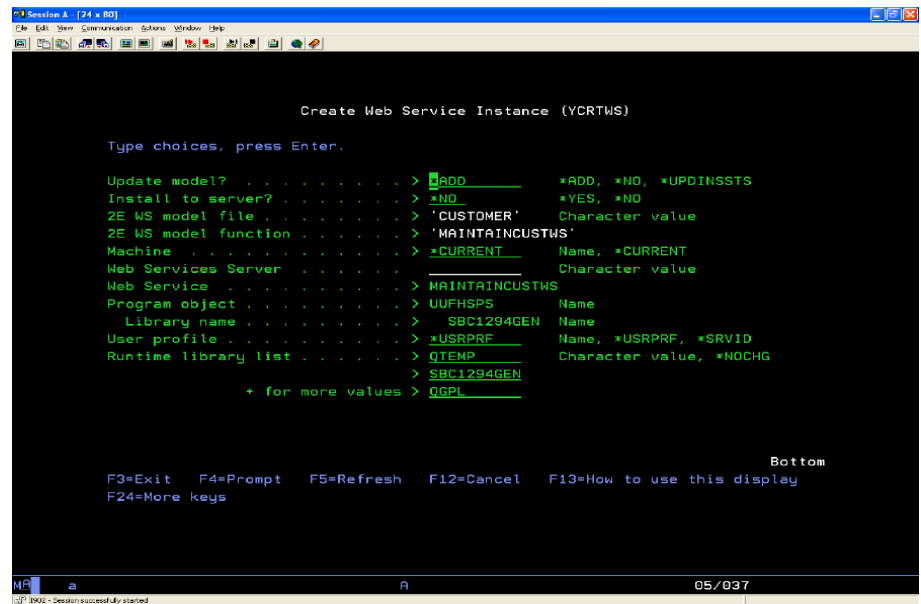 Session A - [24 x 80]
File Edit View Communication Actions Window Help
Create Web Service Instance (YCRTWS)
Type choices, press Enter.
Update model? . . . . . . . . . > *ADD *ADD, *NO, *UPDINSSTS
Install to server? . . . . . . . > *NO *YES, *NO
2E WS model file . . . . . . . . > 'CUSTOMER' Character value
2E WS model function . . . . . . > 'MAINTAINCUSTWS'
Machine . . . . . . . . . . . . > *CURRENT Name, *CURRENT
Web Services Server . . . . . . Character value
Web Service . . . . . . . . . . > MAINTAINCUSTWS
Program object . . . . . . . . . > UUFHSPS Name
Library name . . . . . . . . . > SBC1294GEN Name
User profile . . . . . . . . . . > *USRPRF Name, *USRPRF, *SRVID
Runtime library list . . . . . . > QTEMP Character value, *NOCHG
> SBC1294GEN
+ for more values > QGPL
Bottom
F3=Exit F4=Prompt F5=Refresh F12=Cancel F13=How to use this display
F24=More keys
MA a A 05/037
I902 - Session successfully started